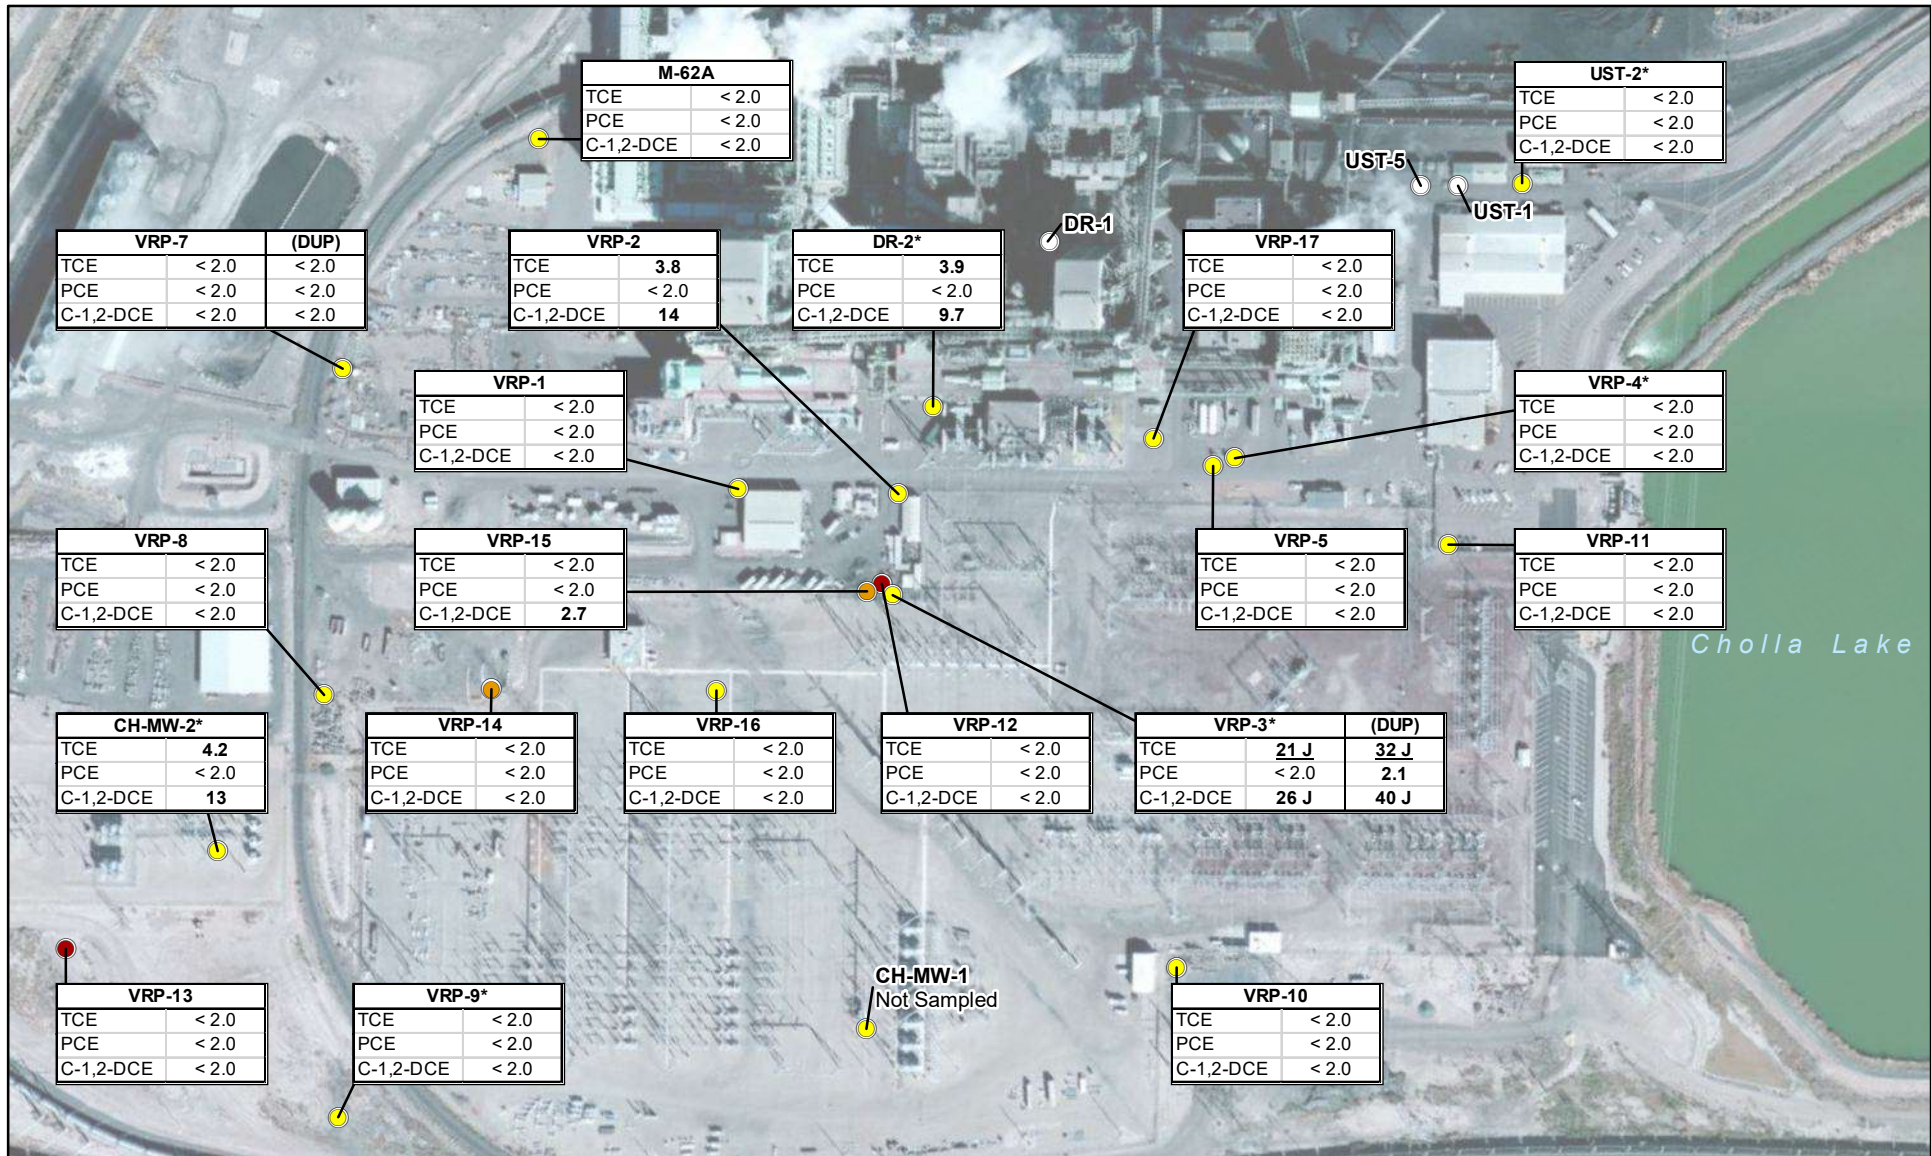 M-62A
TCE < 2.0
PCE < 2.0
C-1,2-DCE < 2.0
UST-2*
TCE < 2.0
PCE < 2.0
C-1,2-DCE < 2.0
UST-5
UST-1
DR-1
VRP-7 (DUP)
TCE < 2.0 < 2.0
PCE < 2.0 < 2.0
C-1,2-DCE < 2.0 < 2.0
VRP-2
TCE 3.8
PCE < 2.0
C-1,2-DCE 14
DR-2*
TCE 3.9
PCE < 2.0
C-1,2-DCE 9.7
VRP-17
TCE < 2.0
PCE < 2.0
C-1,2-DCE < 2.0
VRP-1
TCE < 2.0
PCE < 2.0
C-1,2-DCE < 2.0
VRP-4*
TCE < 2.0
PCE < 2.0
C-1,2-DCE < 2.0
VRP-8
TCE < 2.0
PCE < 2.0
C-1,2-DCE < 2.0
VRP-15
TCE < 2.0
PCE < 2.0
C-1,2-DCE 2.7
VRP-5
TCE < 2.0
PCE < 2.0
C-1,2-DCE < 2.0
VRP-11
TCE < 2.0
PCE < 2.0
C-1,2-DCE < 2.0
Cholla Lake
CH-MW-2*
TCE 4.2
PCE < 2.0
C-1,2-DCE 13
VRP-14
TCE < 2.0
PCE < 2.0
C-1,2-DCE < 2.0
VRP-16
TCE < 2.0
PCE < 2.0
C-1,2-DCE < 2.0
VRP-12
TCE < 2.0
PCE < 2.0
C-1,2-DCE < 2.0
VRP-3* (DUP)
TCE 21 J 32 J
PCE < 2.0 2.1
C-1,2-DCE 26 J 40 J
CH-MW-1
Not Sampled
VRP-13
TCE < 2.0
PCE < 2.0
C-1,2-DCE < 2.0
VRP-9*
TCE < 2.0
PCE < 2.0
C-1,2-DCE < 2.0
VRP-10
TCE < 2.0
PCE < 2.0
C-1,2-DCE < 2.0